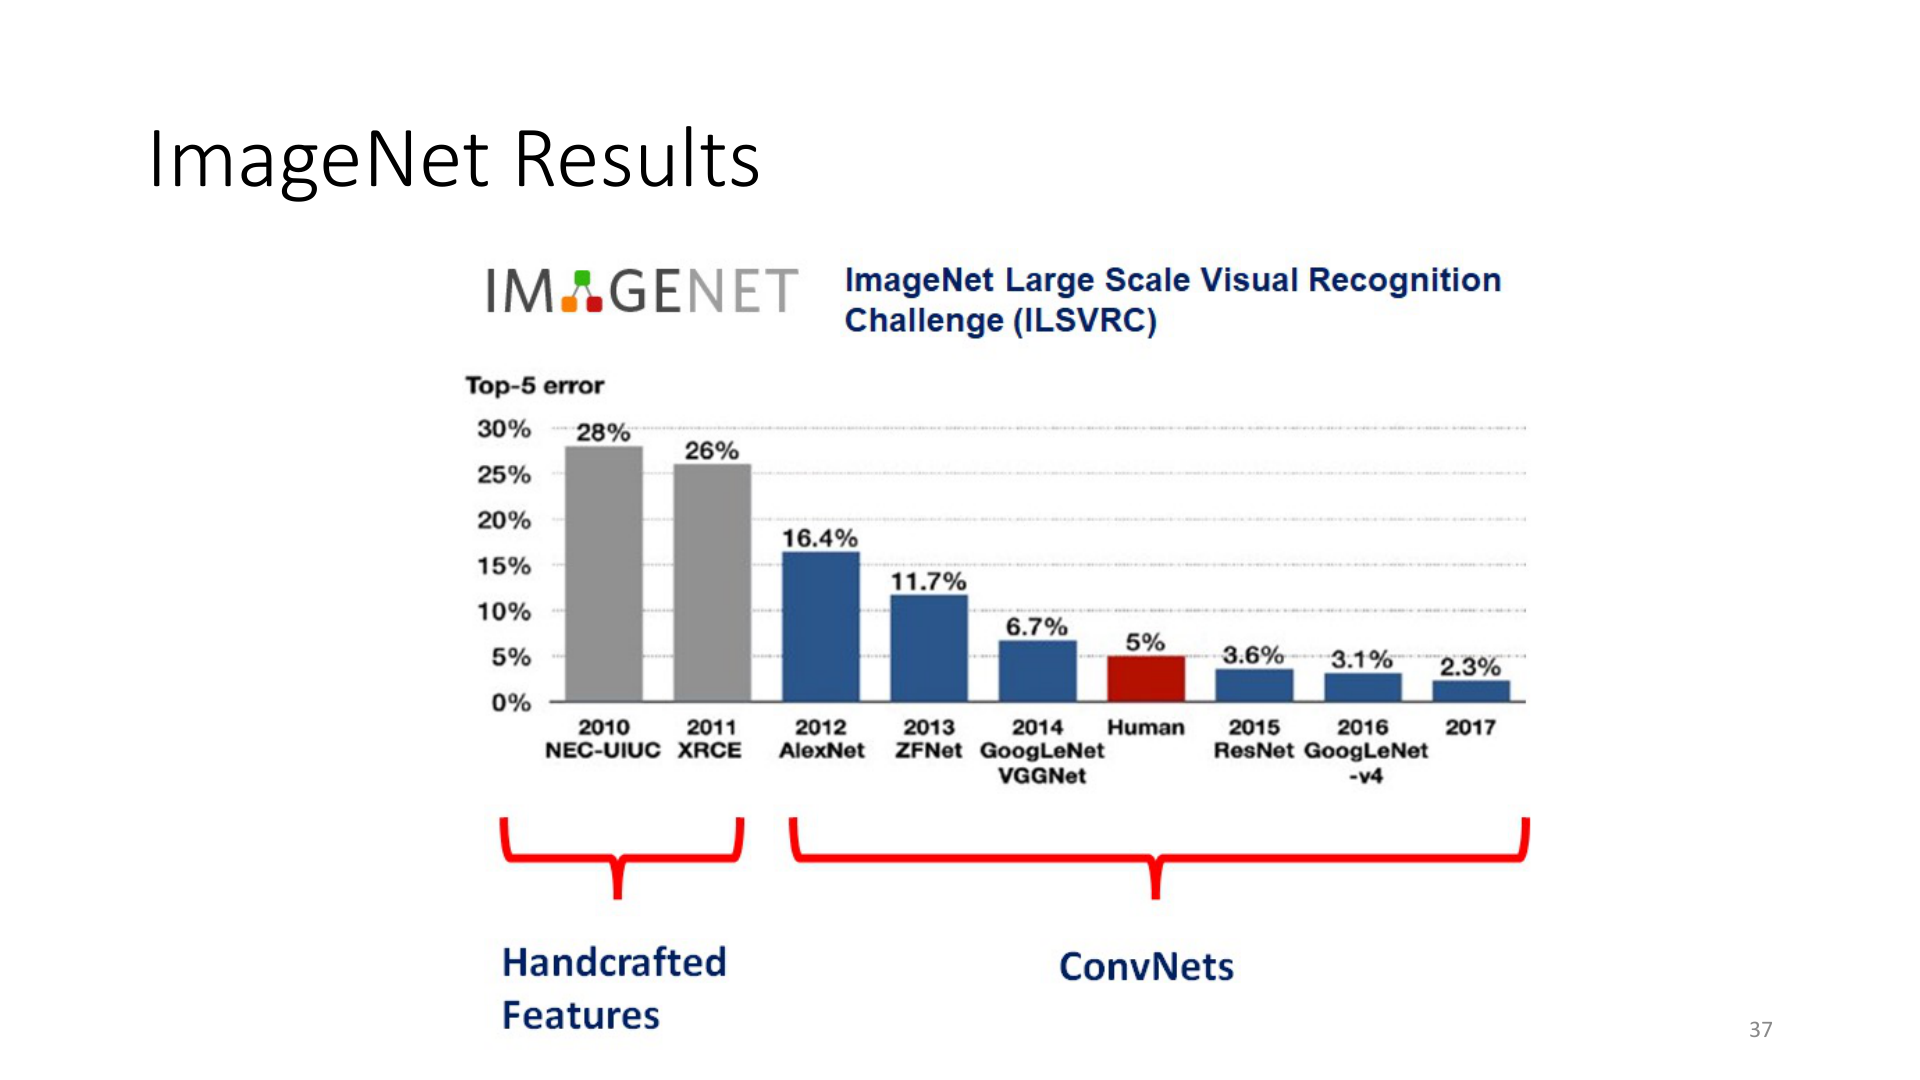 ImageNet Results
IMAGENET
ImageNet Large Scale Visual Recognition
Challenge (ILSVRC)
Top-5 error
30%
25%
20%
15%
10%
5%
0%
28%
26%
16.4%
11.7%
6.7%
5%
3.6%
3.1%
2.3%
2010
NEC-UIUC
2011
XRCE
2012
AlexNet
2013
ZFNet
2014
GoogLeNet
VGGNet
Human
2015
ResNet
2016
GoogLeNet
-v4
2017
Handcrafted
Features
ConvNets
37